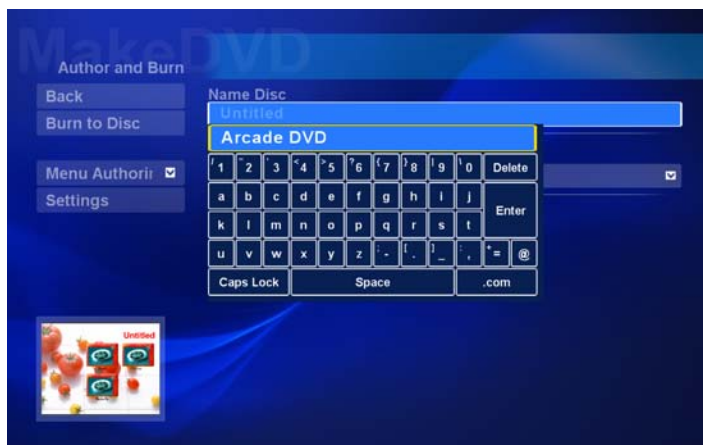 MakeDVD
Author and Burn
Back
Name Disc
Untitled
Burn to Disc
Arcade DVD
1 2 3 4 5 6 7 8 9 0 Delete
Menu Authorir
a b c d e f g h i j
Settings
Enter
k l m n o p q r s t
u v w x y z - . _ , = @
Caps Lock Space .com
Untitled